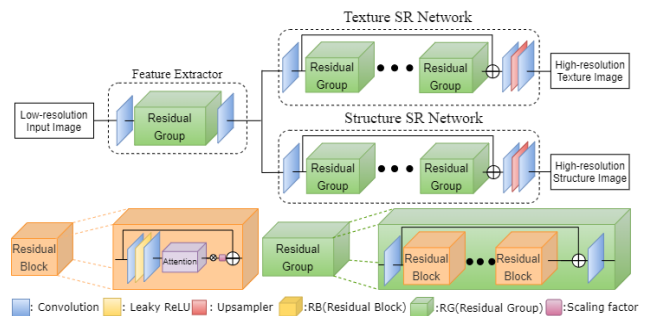 Texture SR Network
Residual
Group
Residual
Group
High-resolution
Texture Image
Feature Extractor
Low-resolution
Input Image
Residual
Group
Structure SR Network
Residual
Group
Residual
Group
High-resolution
Structure Image
Residual
Block
Attention
Residual
Group
Residual
Block
Residual
Block
: Convolution : Leaky ReLU : Upsampler :RB(Residual Block) :RG(Residual Group) :Scaling factor